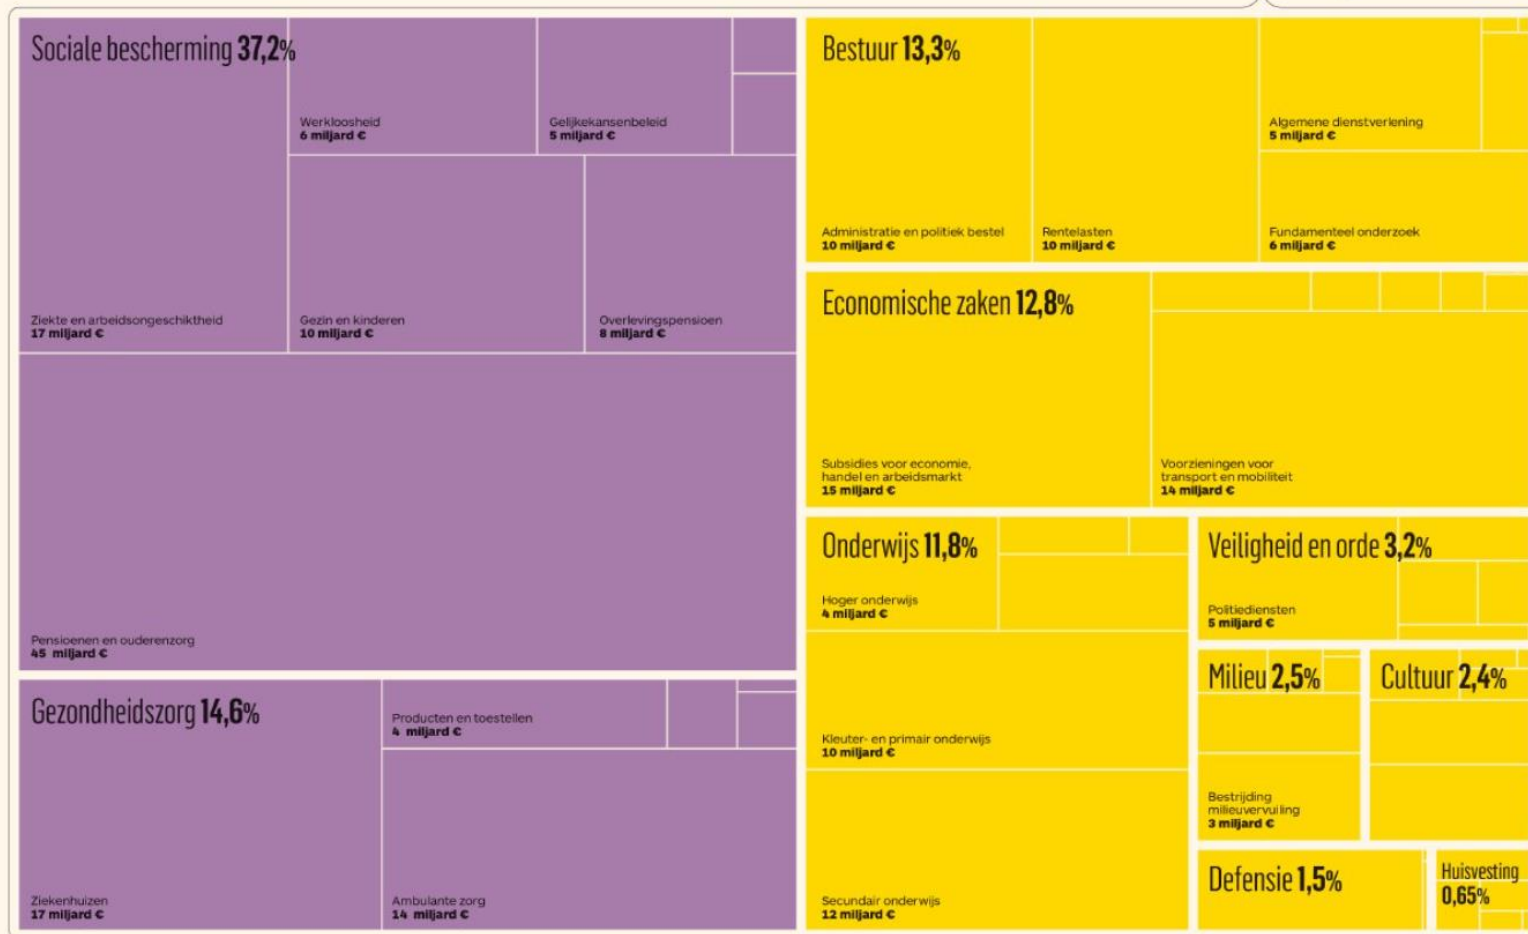 Sociale bescherming 37,2%
Werkloosheid
6 miljard €
Gelijkekansenbeleid
5 miljard €
Ziekte en arbeidsongeschiktheid
17 miljard €
Gezin en kinderen
10 miljard €
Overlevingspensioen
8 miljard €
Pensioenen en ouderenzorg
45 miljard €
Gezondheidszorg 14,6%
Producten en toestellen
4 miljard €
Ziekenhuizen
17 miljard €
Ambulante zorg
14 miljard €
Bestuur 13,3%
Algemene dienstverlening
5 miljard €
Administratie en politiek bestel
10 miljard €
Rentelasten
10 miljard €
Fundamenteel onderzoek
6 miljard €
Economische zaken 12,8%
Subsidies voor economie,
handel en arbeidsmarkt
15 miljard €
Voorzieningen voor
transport en mobiliteit
14 miljard €
Onderwijs 11,8%
Hoger onderwijs
4 miljard €
Kleuter- en primair onderwijs
10 miljard €
Secundair onderwijs
12 miljard €
Veiligheid en orde 3,2%
Politiediensten
5 miljard €
Milieu 2,5%
Bestrijding
milieuvervuiling
3 miljard €
Cultuur 2,4%
Defensie 1,5%
Huisvesting
0,65%